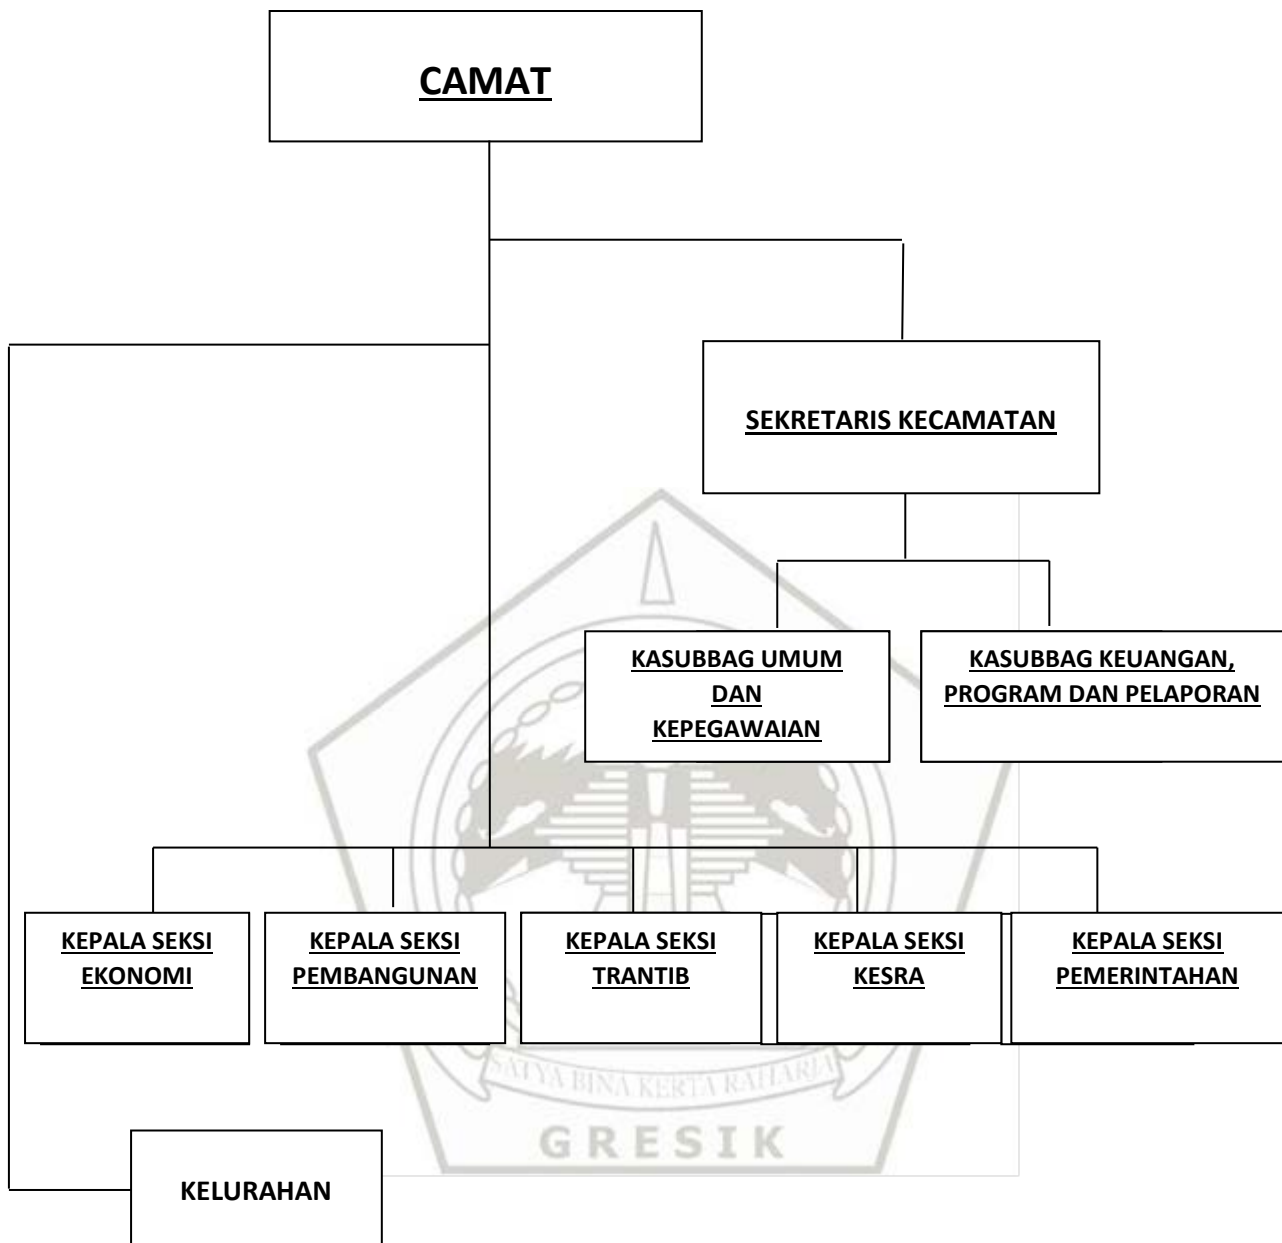 CAMAT
SEKRETARIS KECAMATAN
KASUBBAG UMUM
DAN
KEPEGAWAIAN
KASUBBAG KEUANGAN,
PROGRAM DAN PELAPORAN
KEPALA SEKSI
EKONOMI
KEPALA SEKSI
PEMBANGUNAN
KEPALA SEKSI
TRANTIB
KEPALA SEKSI
KESRA
KEPALA SEKSI
PEMERINTAHAN
SATYA BINA KERTA RAHARJA
GRESIK
KELURAHAN